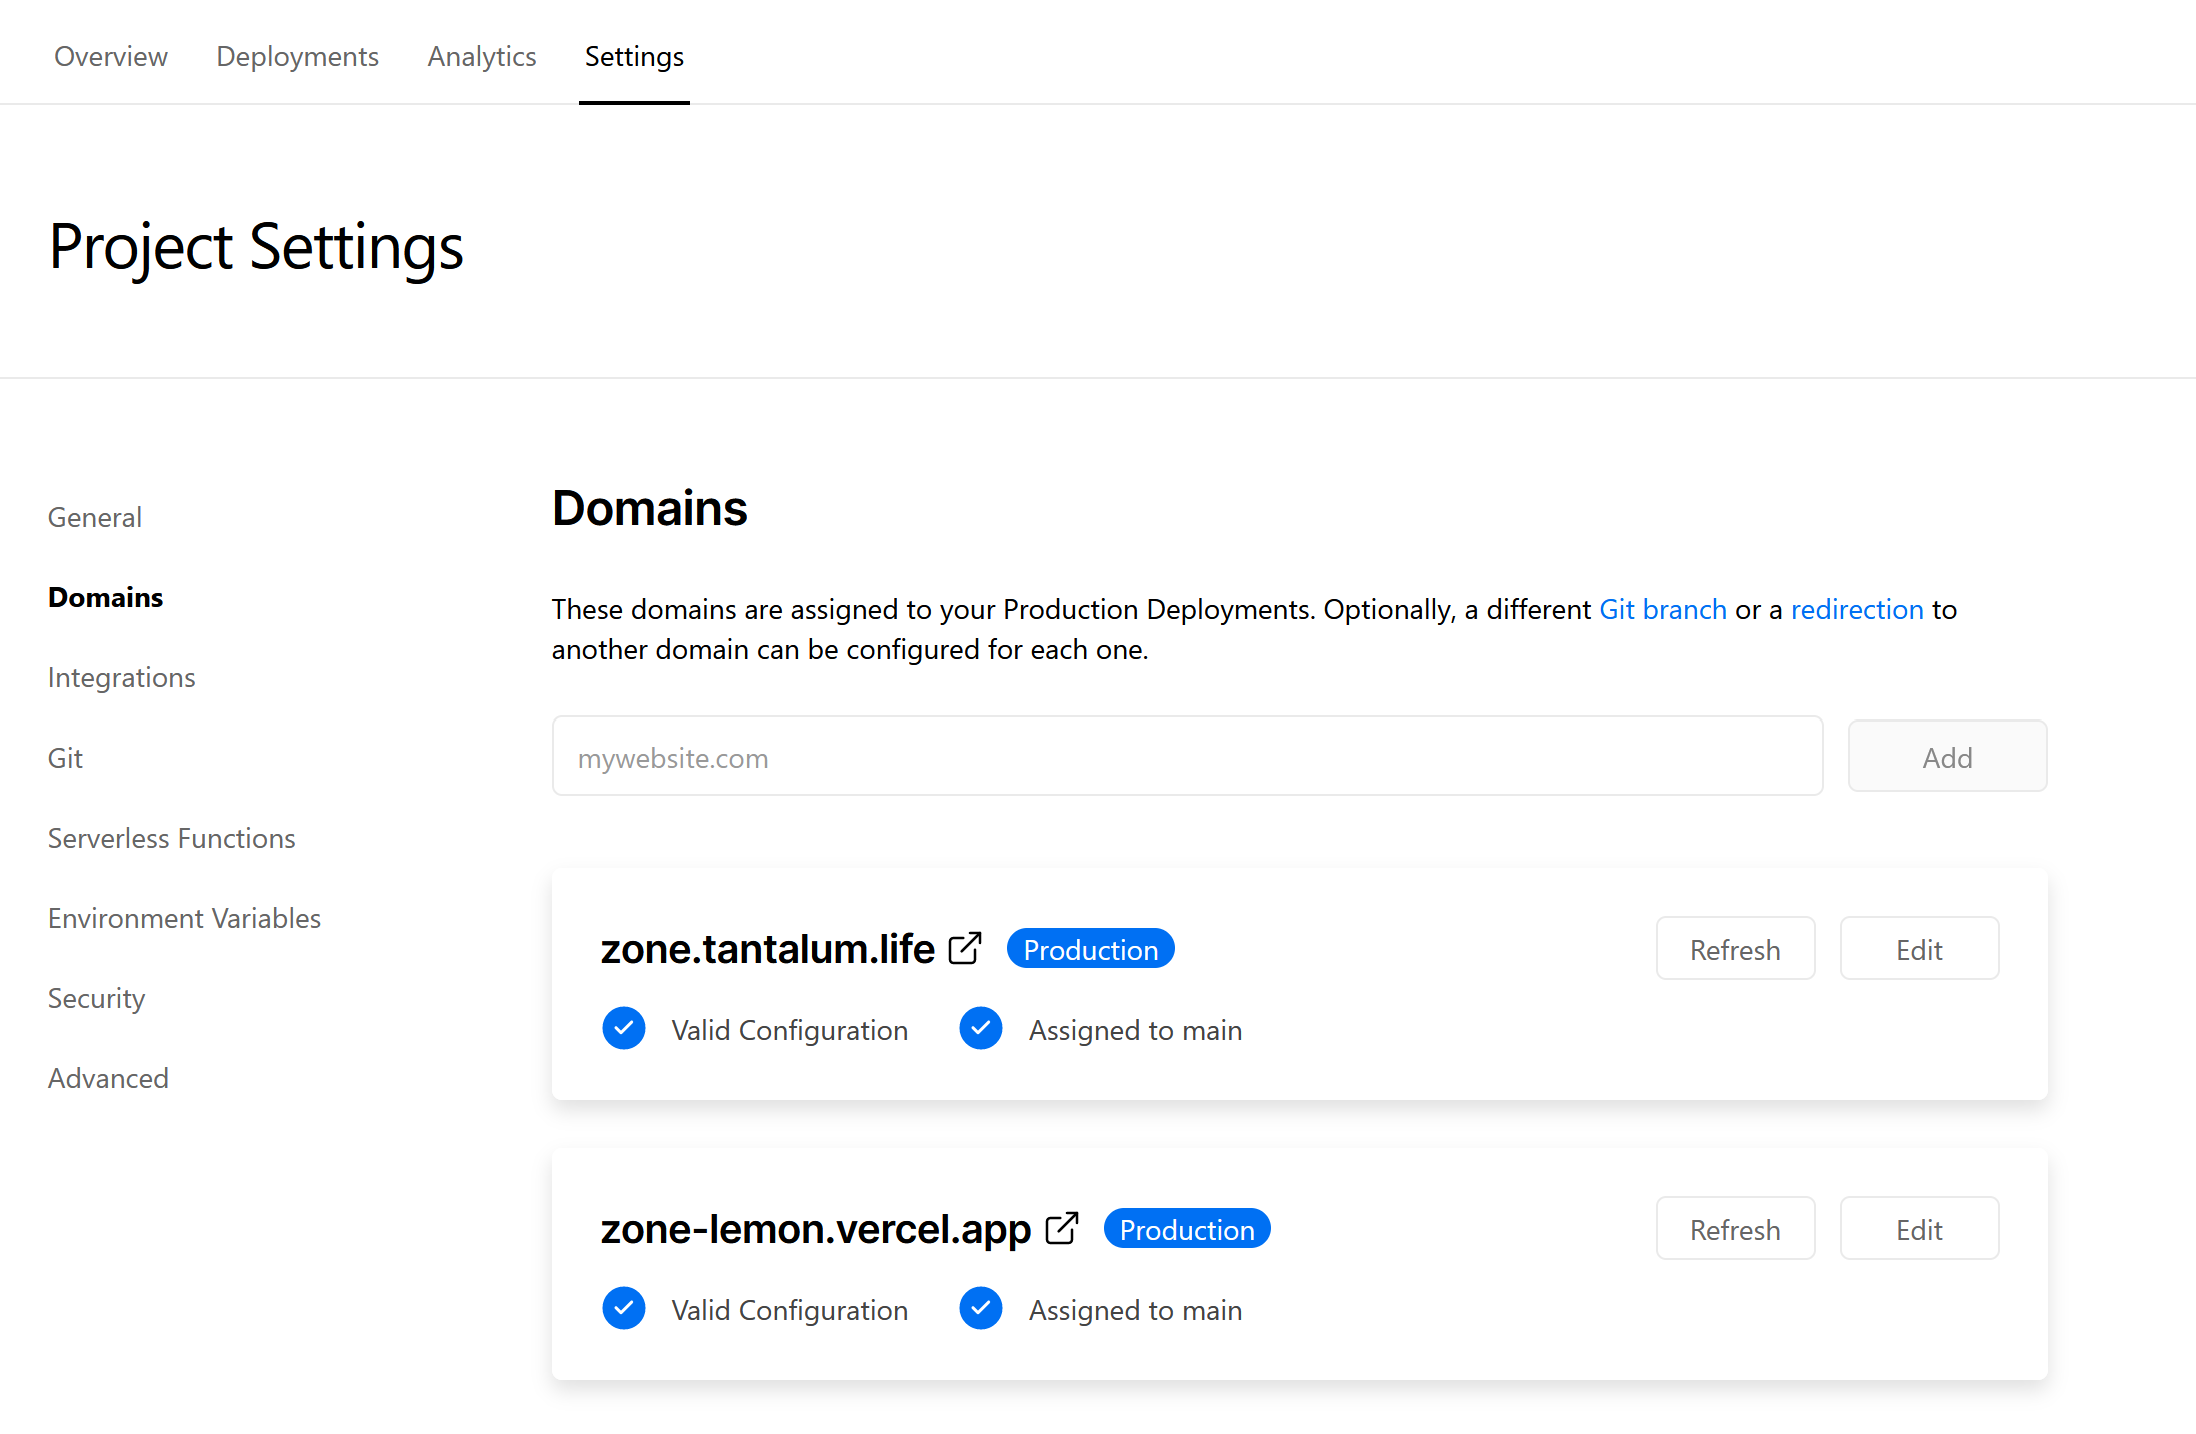 Overview Deployments Analytics Settings
Project Settings
General
Domains
Integrations
Git
Serverless Functions
Environment Variables
Security
Advanced
Domains
These domains are assigned to your Production Deployments. Optionally, a different Git branch or a redirection to
another domain can be configured for each one.
mywebsite.com Add
zone.tantalum.life Production Refresh Edit
Valid Configuration Assigned to main
zone-lemon.vercel.app Production Refresh Edit
Valid Configuration Assigned to main